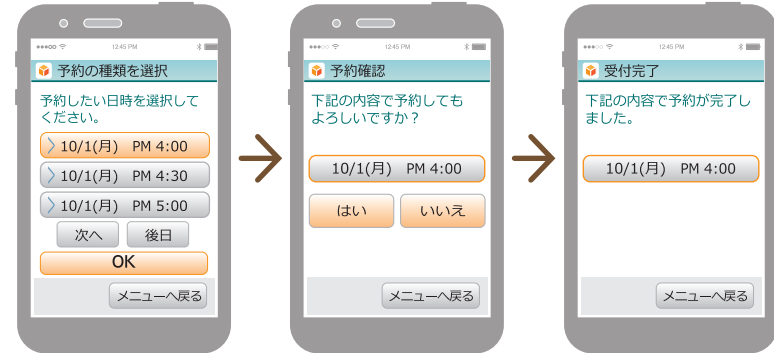 12:45 PM
予約の種類を選択
予約したい日時を選択して
ください。
10/1(月) PM 4:00
10/1(月) PM 4:30
10/1(月) PM 5:00
次へ 後日
OK
メニューへ戻る
12:45 PM
予約確認
下記の内容で予約しても
よろしいですか？
10/1(月) PM 4:00
はい いいえ
メニューへ戻る
12:45 PM
受付完了
下記の内容で予約が完了し
ました。
10/1(月) PM 4:00
メニューへ戻る